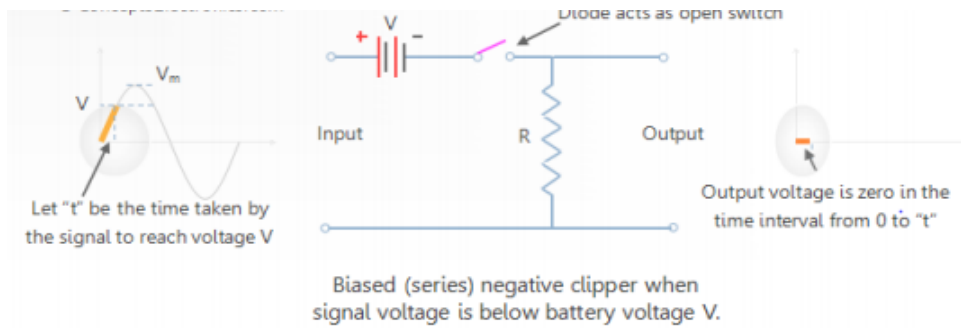 Diode acts as open switch
V
+
-
Vm
V
Input
R
Output
Let "t" be the time taken by
the signal to reach voltage V
Output voltage is zero in the
time interval from 0 to "t"
Biased (series) negative clipper when
signal voltage is below battery voltage V.